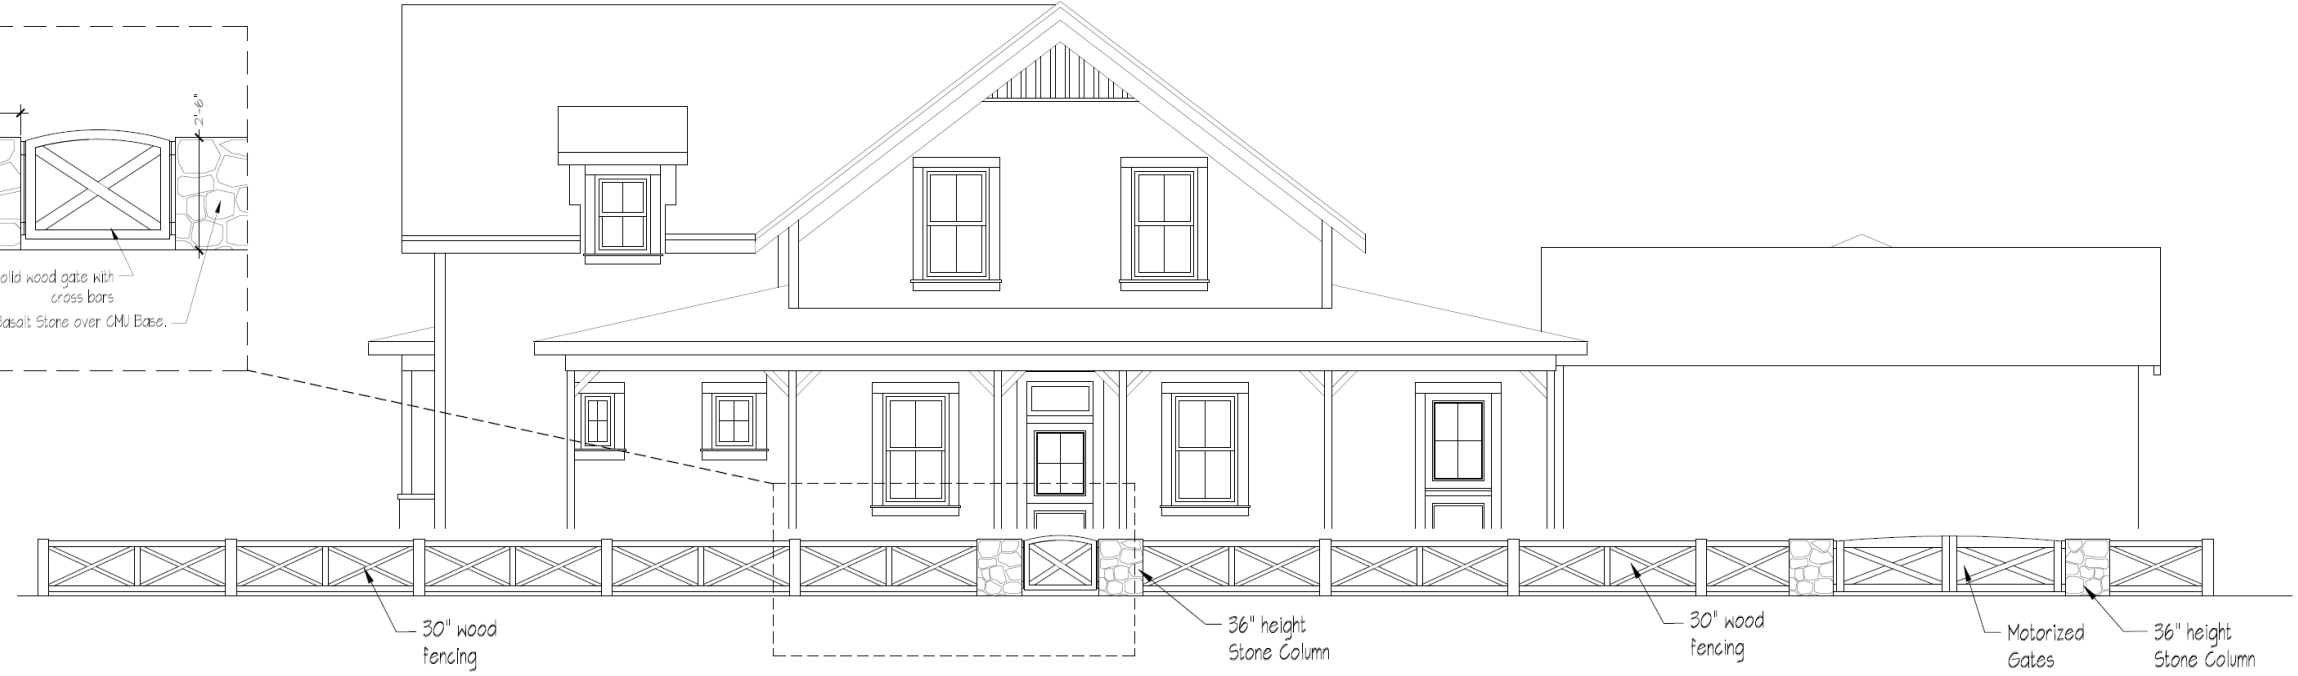 2'-6"
olid wood gate with
cross bars
Basalt Stone over CMU Base.
30" wood
fencing
36" height
Stone Column
30" wood
fencing
Motorized
Gates
36" height
Stone Column